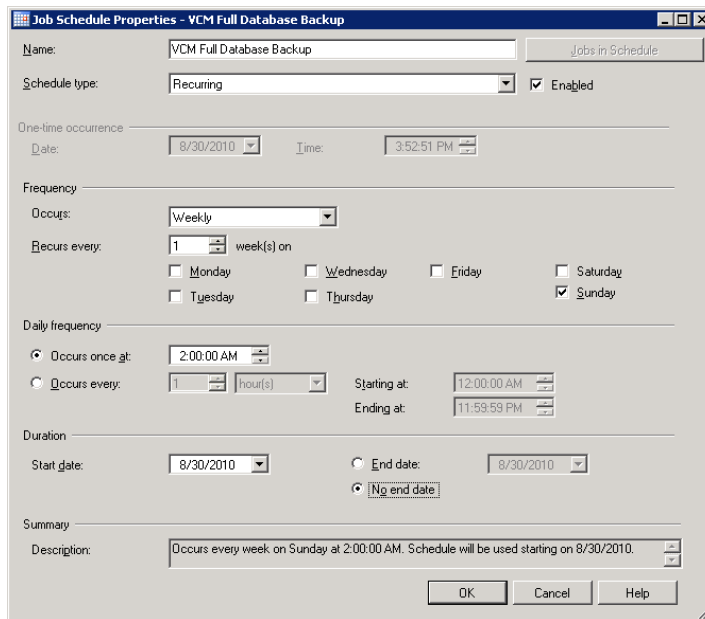 Job Schedule Properties - VCM Full Database Backup
Name: VCM Full Database Backup Jobs in Schedule
Schedule type: Recurring Enabled
One-time occurrence
Date: 8/30/2010 Time: 3:52:51 PM
Frequency
Occurs: Weekly
Recurs every: 1 week(s) on
Monday Wednesday Friday Saturday
Tuesday Thursday Sunday
Daily frequency
Occurs once at: 2:00:00 AM
Occurs every: 1 hour(s) Starting at: 12:00:00 AM
Ending at: 11:59:59 PM
Duration
Start date: 8/30/2010 End date: 8/30/2010
No end date
Summary
Description: Occurs every week on Sunday at 2:00:00 AM. Schedule will be used starting on 8/30/2010.
OK Cancel Help